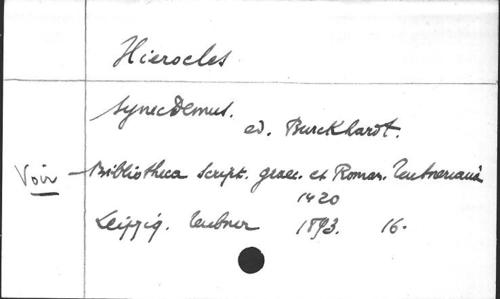 Hierocles
Synecdemus.
ed. Burckhardt.
Voir - Bibliotheca script. graec. et Roman. Teubneriana
1420
Leipzig. Teubner 1893. 16.